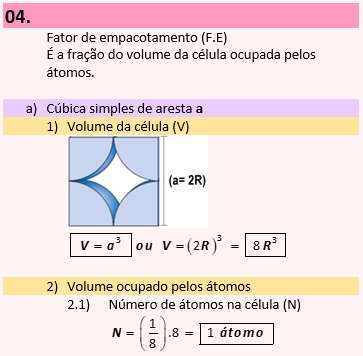 04.
Fator de empacotamento (F.E)
É a fração do volume da célula ocupada pelos
átomos.
a) Cúbica simples de aresta a
1) Volume da célula (V)
(a= 2R)
V = a³ ou V = (2R)³ = 8R³
2) Volume ocupado pelos átomos
2.1) Número de átomos na célula (N)
N = (1/8).8 = 1 átomo